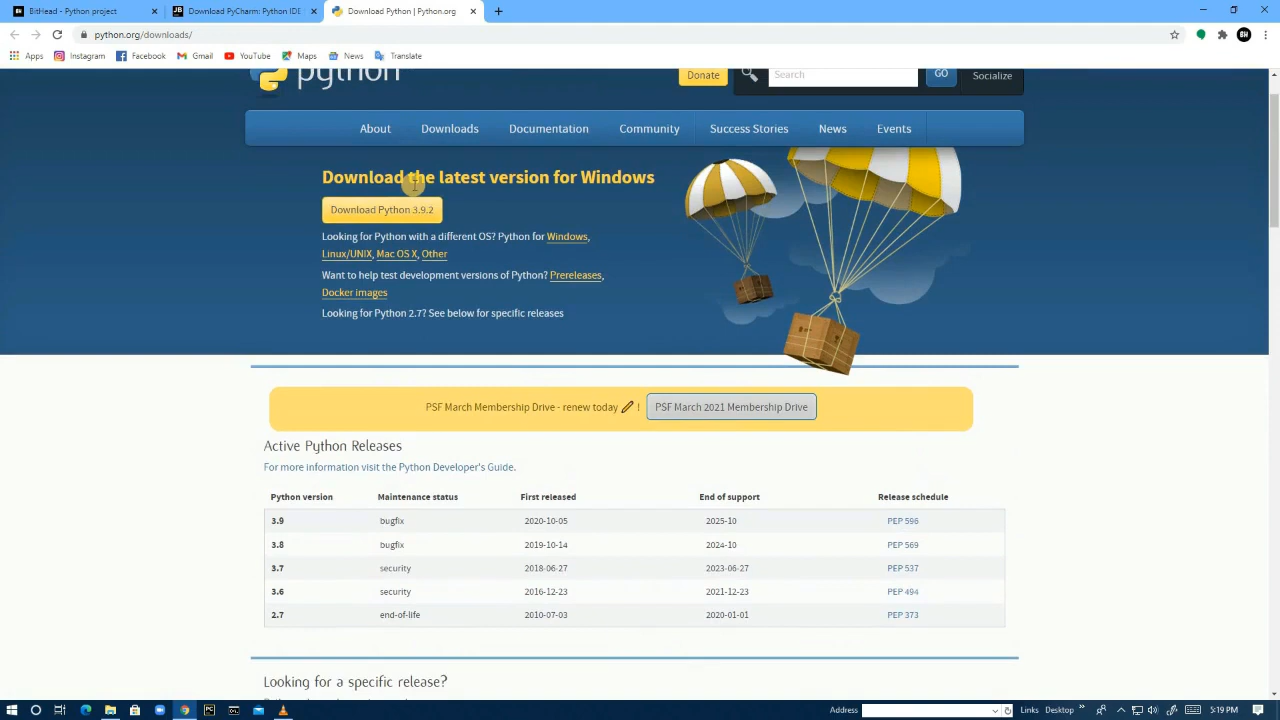 BitHead - Python project.
Download PyCharm: Python IDE
Download Python | Python.org
python.org/downloads/
Apps
Instagram
Facebook
Gmail
YouTube
Maps
News
Translate
python
Donate
Search
GO
Socialize
About
Downloads
Documentation
Community
Success Stories
News
Events
Download the latest version for Windows
Download Python 3.9.2
Looking for Python with a different OS? Python for Windows,
Linux/UNIX, Mac OS X, Other
Want to help test development versions of Python? Prereleases,
Docker images
Looking for Python 2.7? See below for specific releases
PSF March Membership Drive - renew today ! PSF March 2021 Membership Drive
Active Python Releases
For more information visit the Python Developer's Guide.
Python version Maintenance status First released End of support Release schedule
3.9 bugfix 2020-10-05 2025-10 PEP 596
3.8 bugfix 2019-10-14 2024-10 PEP 569
3.7 security 2018-06-27 2023-06-27 PEP 537
3.6 security 2016-12-23 2021-12-23 PEP 494
2.7 end-of-life 2010-07-03 2020-01-01 PEP 373
Looking for a specific release?
Address
Links
Desktop
5:19 PM